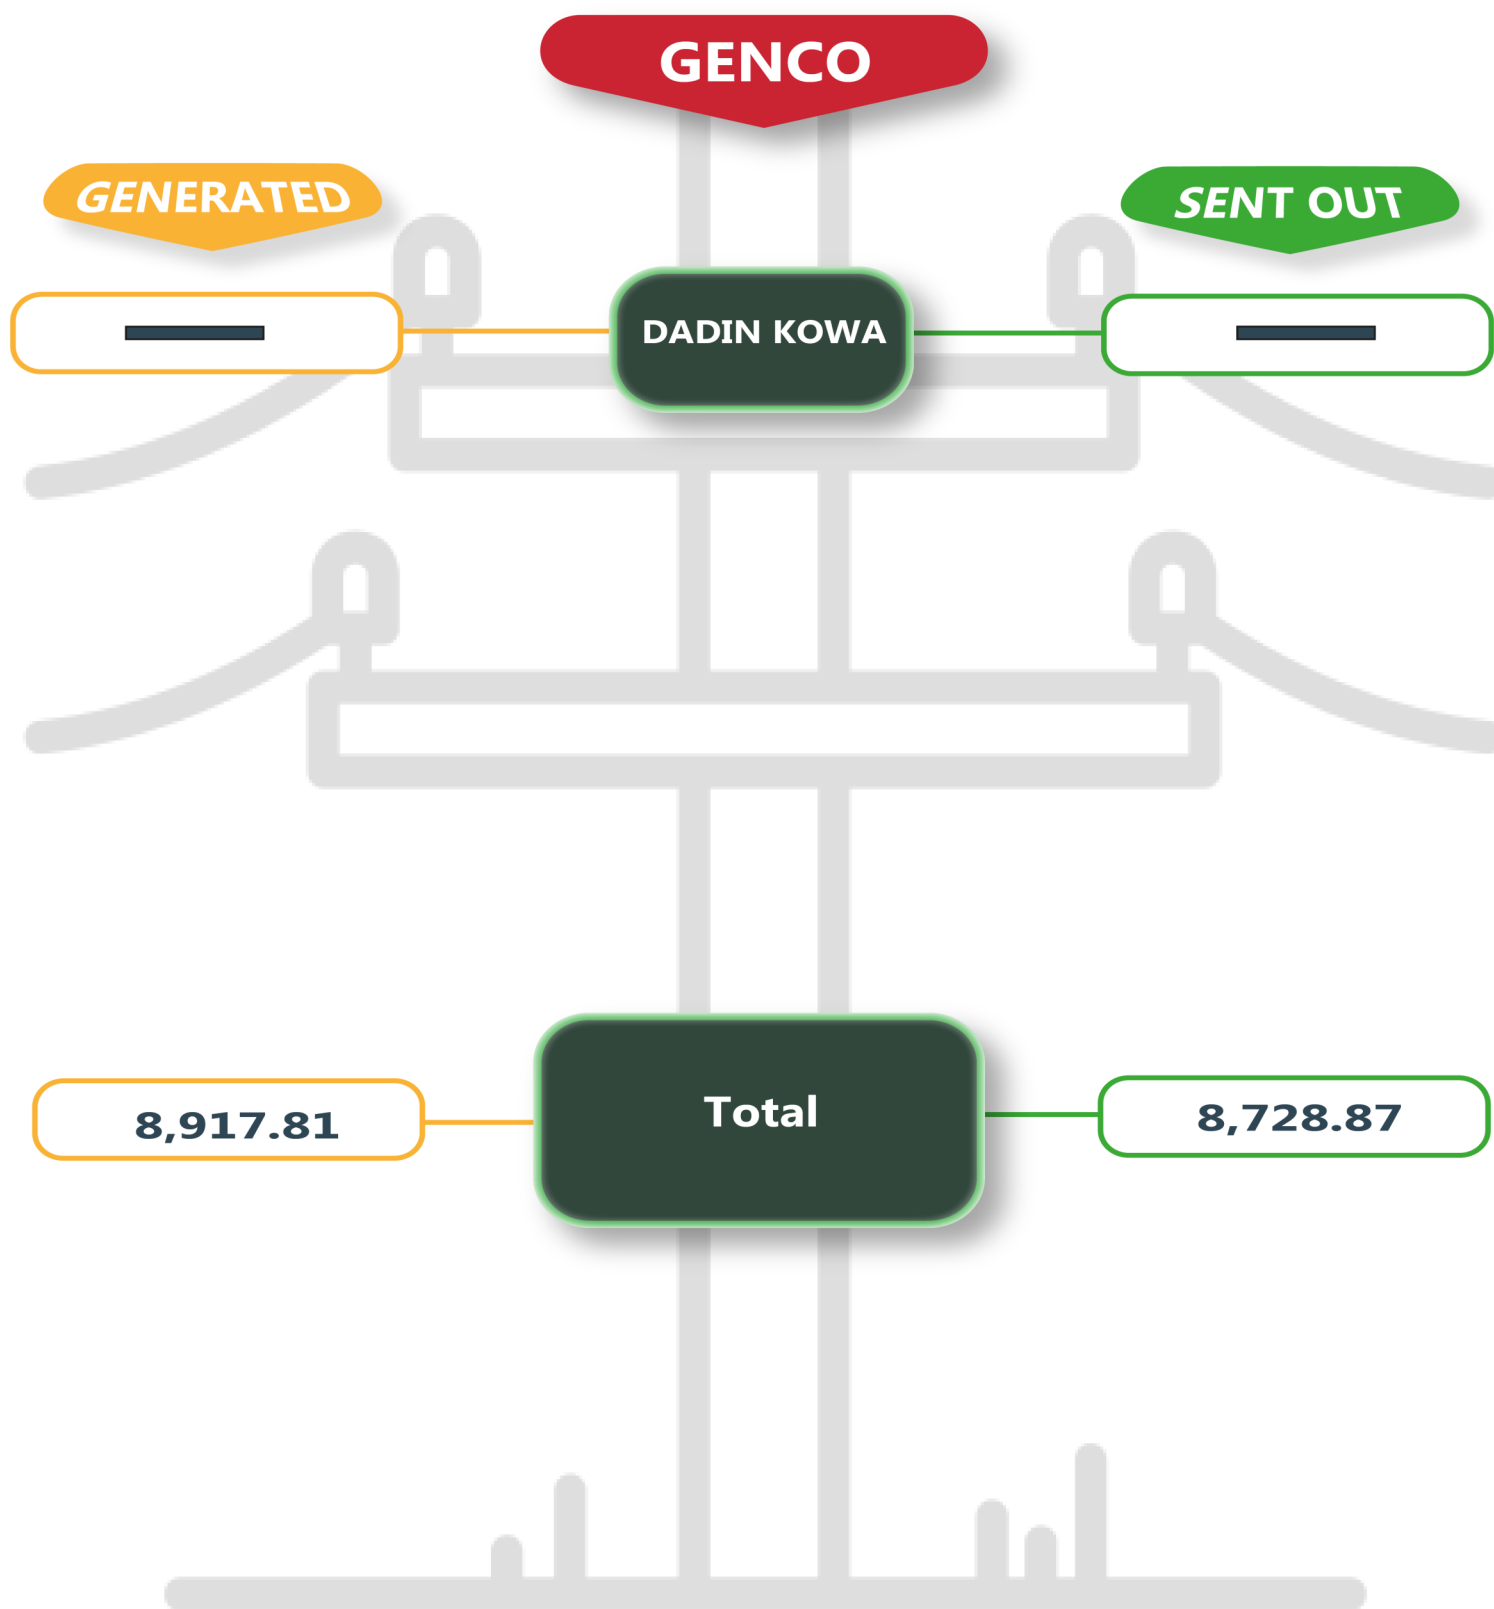 GENCO
GENERATED
SENT OUT
DADIN KOWA
8,917.81
Total
8,728.87